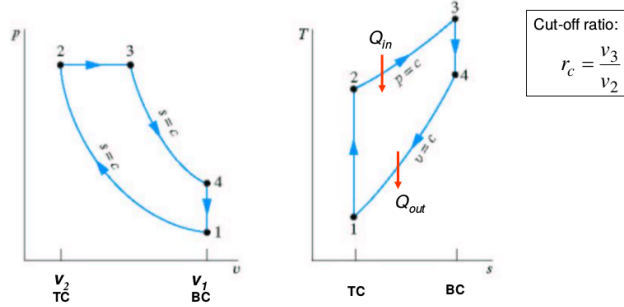 p
2
3
s = c
s = c
4
1
v
v2
TC
v1
BC
T
Qin
3
2
p = c
4
v = c
Qout
1
TC
BC
s
Cut-off ratio:
rc = v3 / v2